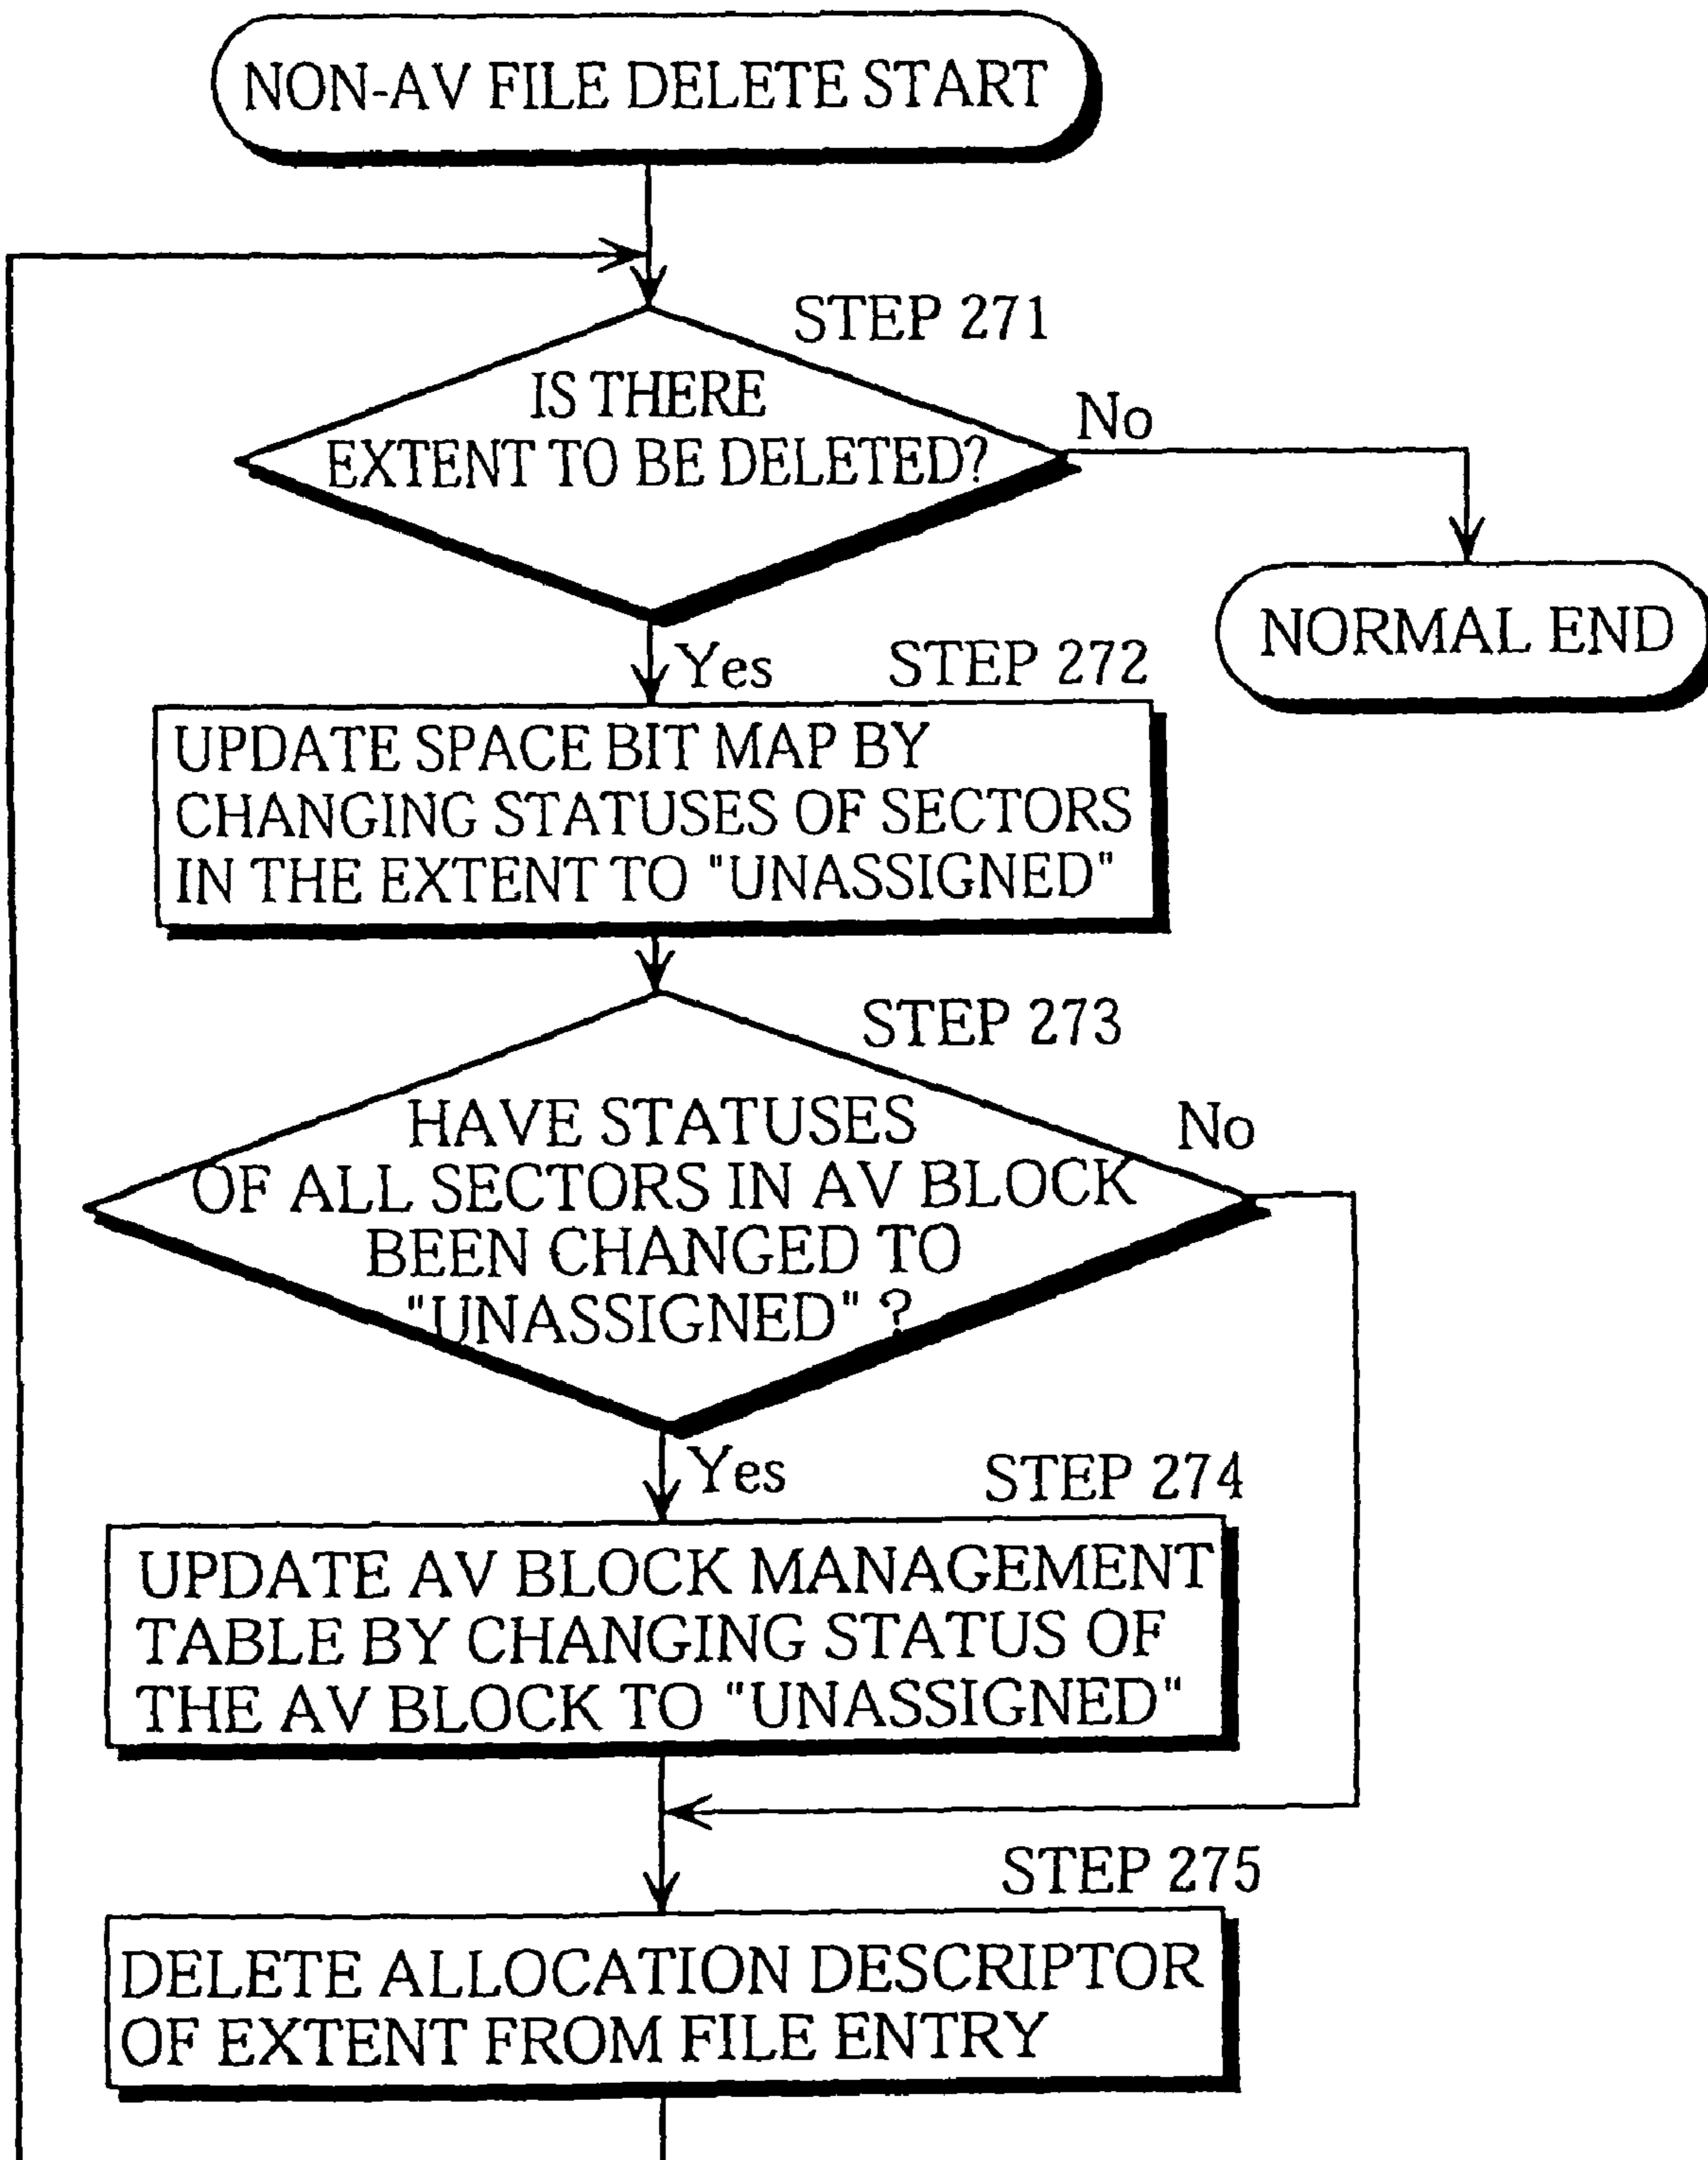 NON-AV FILE DELETE START
STEP 271
IS THERE
EXTENT TO BE DELETED?
No
NORMAL END
Yes
STEP 272
UPDATE SPACE BIT MAP BY
CHANGING STATUSES OF SECTORS
IN THE EXTENT TO "UNASSIGNED"
STEP 273
HAVE STATUSES
OF ALL SECTORS IN AV BLOCK
BEEN CHANGED TO
"UNASSIGNED" ?
No
Yes
STEP 274
UPDATE AV BLOCK MANAGEMENT
TABLE BY CHANGING STATUS OF
THE AV BLOCK TO "UNASSIGNED"
STEP 275
DELETE ALLOCATION DESCRIPTOR
OF EXTENT FROM FILE ENTRY